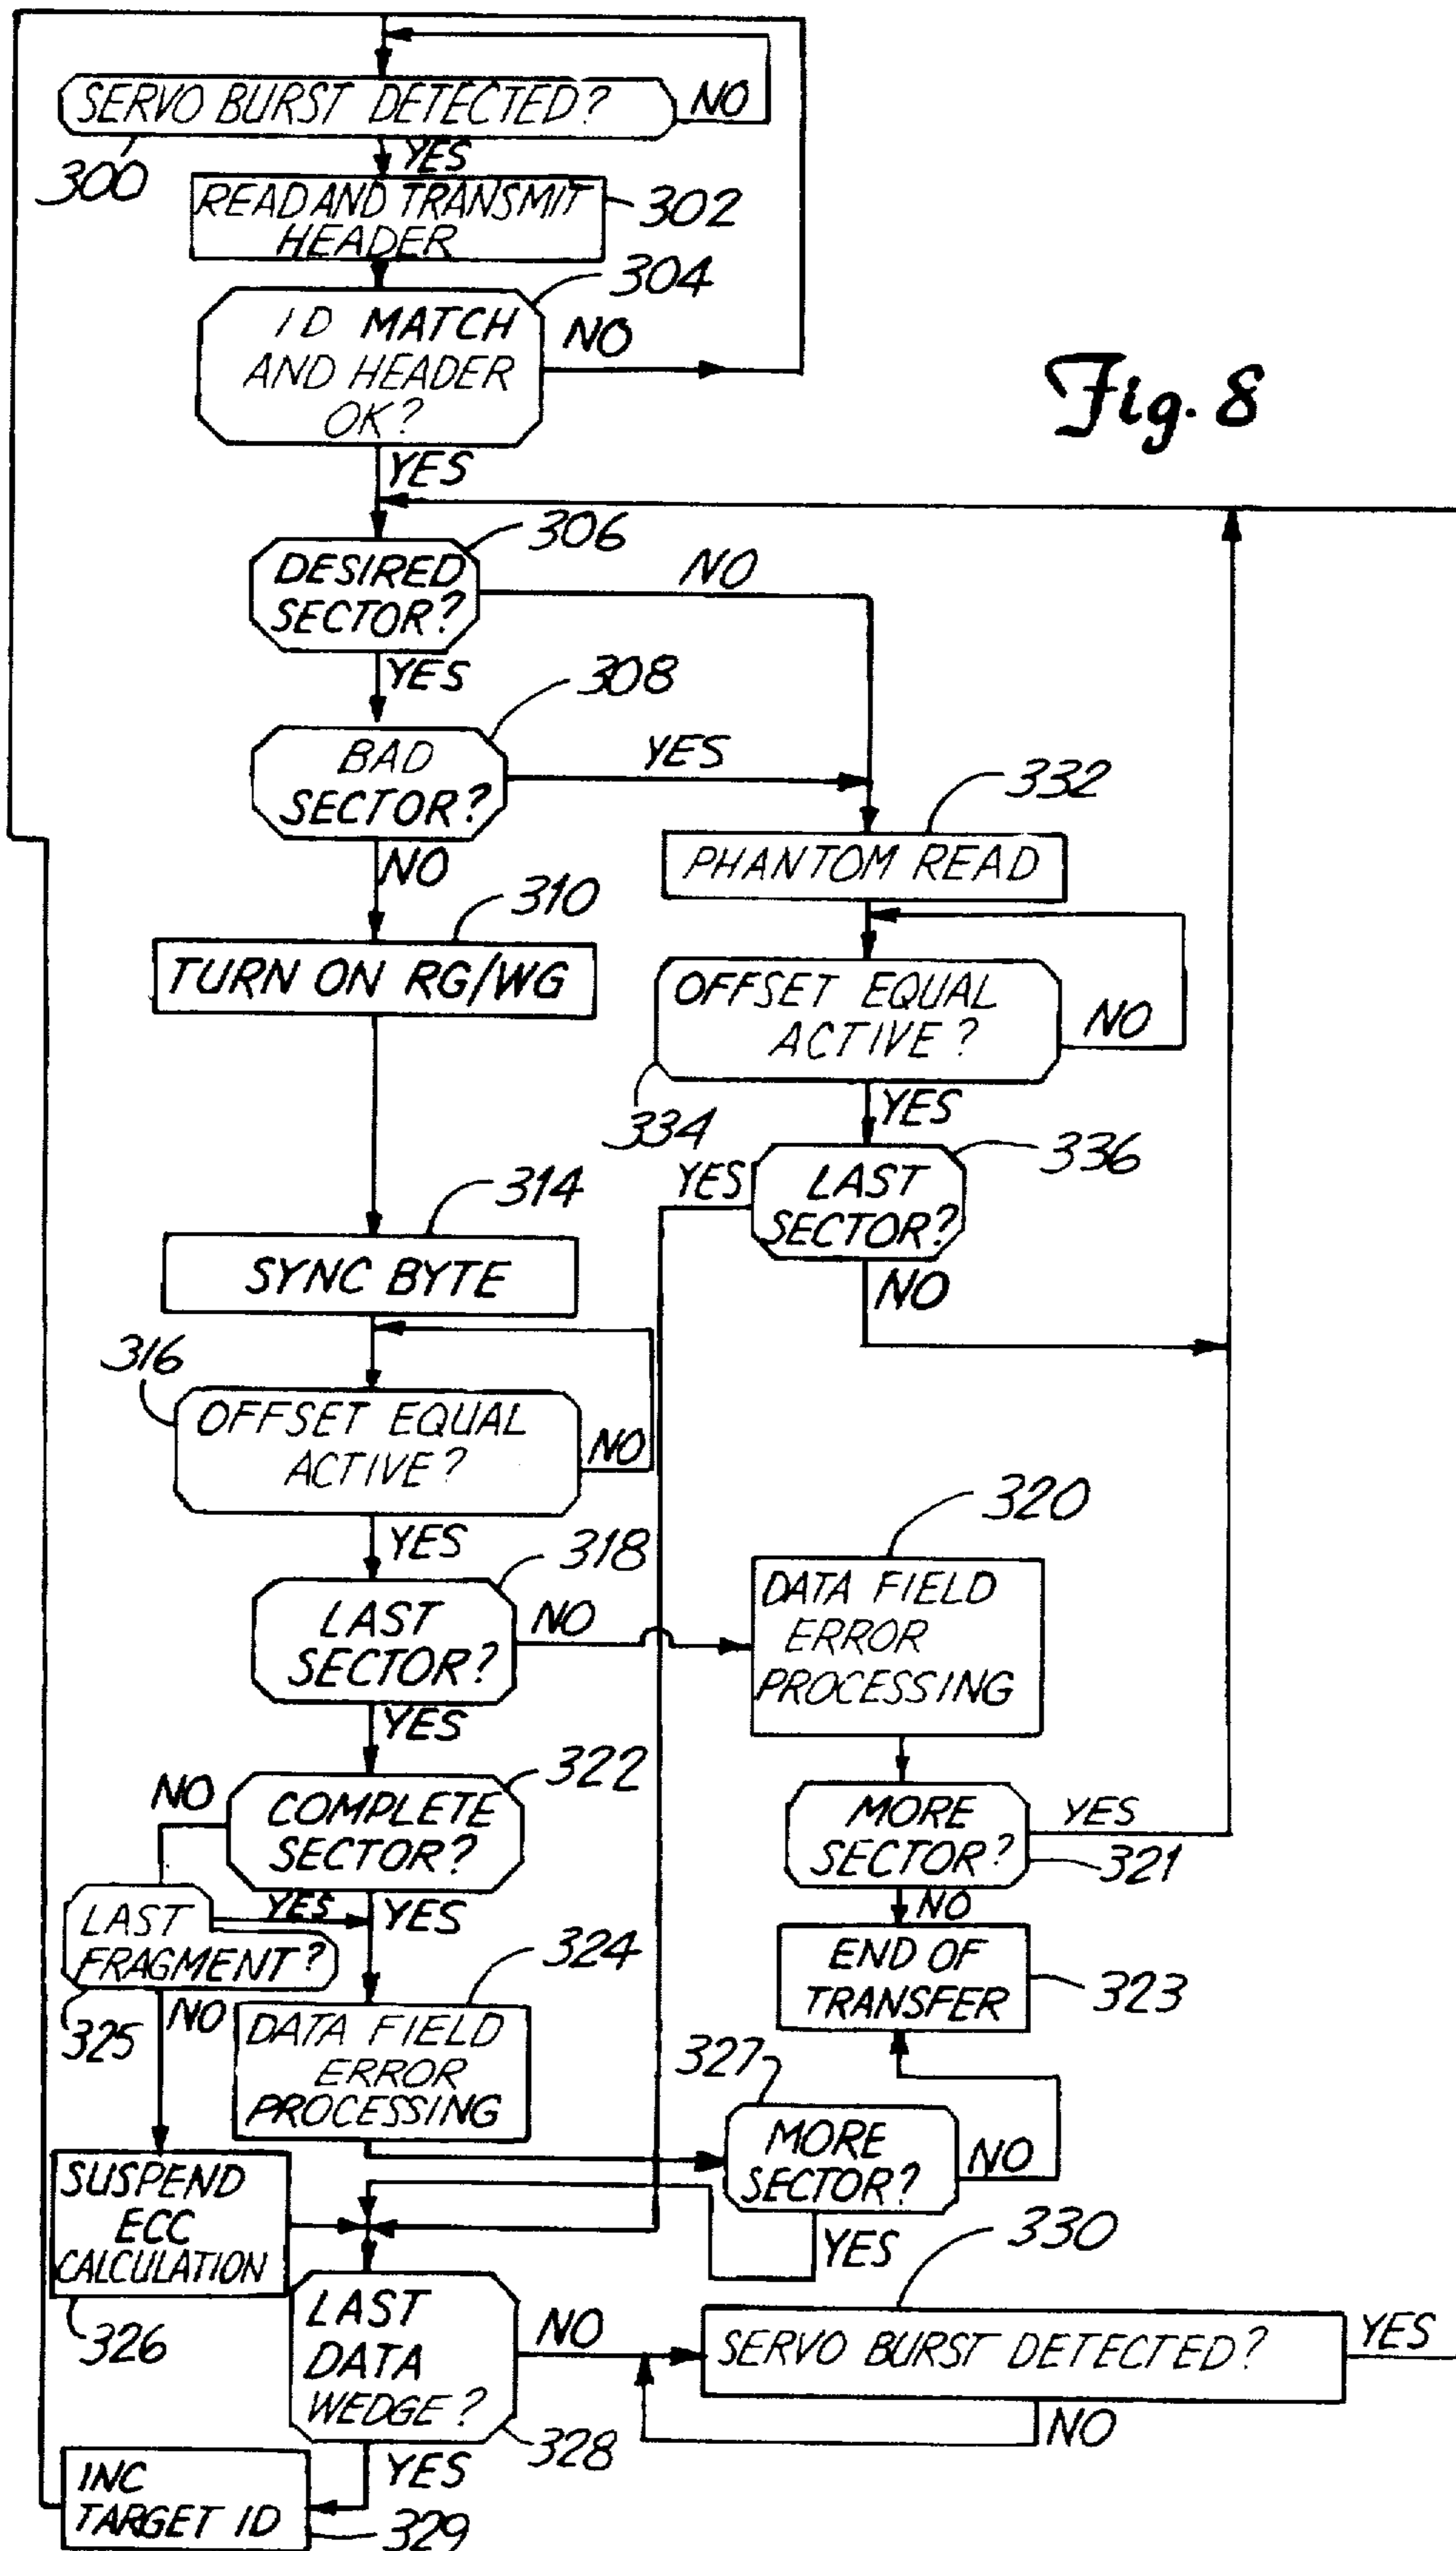 SERVO BURST DETECTED?
NO
300
YES
READ AND TRANSMIT
HEADER
302
304
ID MATCH
AND HEADER
OK?
NO
Fig. 8
YES
306
DESIRED
SECTOR?
NO
YES
308
BAD
SECTOR?
YES
332
NO
PHANTOM READ
310
TURN ON RG/WG
OFFSET EQUAL
ACTIVE?
NO
334
YES
336
LAST
SECTOR?
YES
NO
314
SYNC BYTE
316
OFFSET EQUAL
ACTIVE?
NO
YES
318
LAST
SECTOR?
NO
320
DATA FIELD
ERROR
PROCESSING
YES
322
COMPLETE
SECTOR?
NO
MORE
SECTOR?
YES
321
YES
LAST
FRAGMENT?
YES
325
NO
NO
END OF
TRANSFER
323
324
DATA FIELD
ERROR
PROCESSING
327
MORE
SECTOR?
NO
YES
SUSPEND
ECC
CALCULATION
326
LAST
DATA
WEDGE?
NO
328
330
SERVO BURST DETECTED?
YES
NO
YES
INC
TARGET ID
329